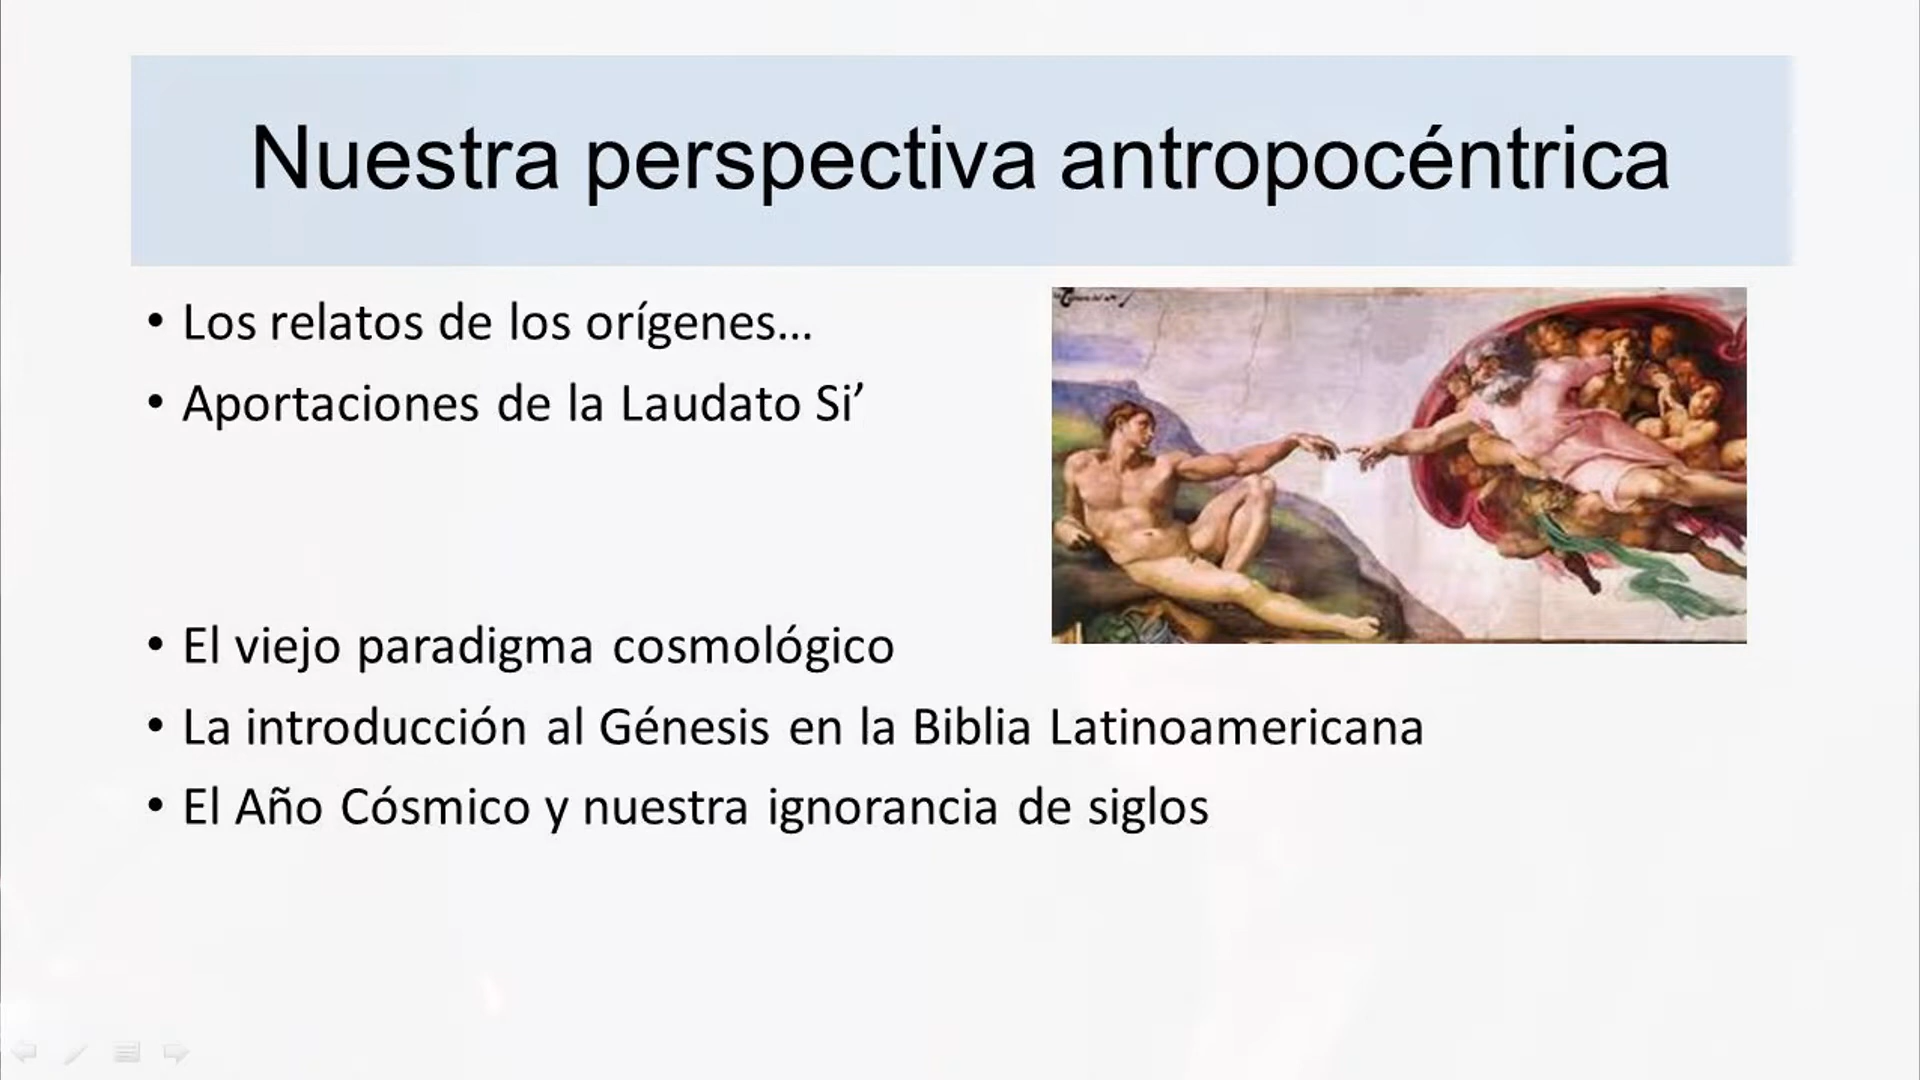 Nuestra perspectiva antropocéntrica
• Los relatos de los orígenes...
• Aportaciones de la Laudato Si’
• El viejo paradigma cosmológico
• La introducción al Génesis en la Biblia Latinoamericana
• El Año Cósmico y nuestra ignorancia de siglos